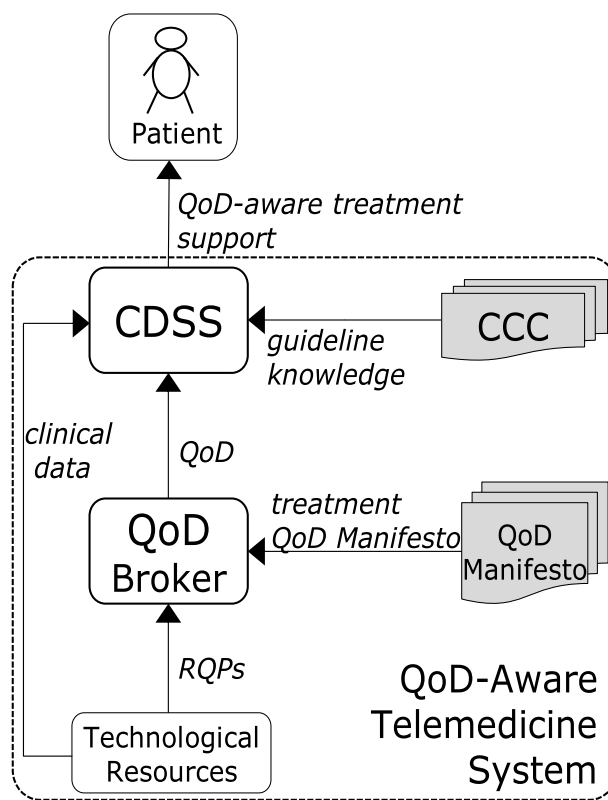 Patient
QoD-aware treatment
support
CDSS
CCC
guideline
knowledge
clinical
data
QoD
treatment
QoD Manifesto
QoD
Broker
QoD
Manifesto
RQPs
Technological
Resources
QoD-Aware
Telemedicine
System